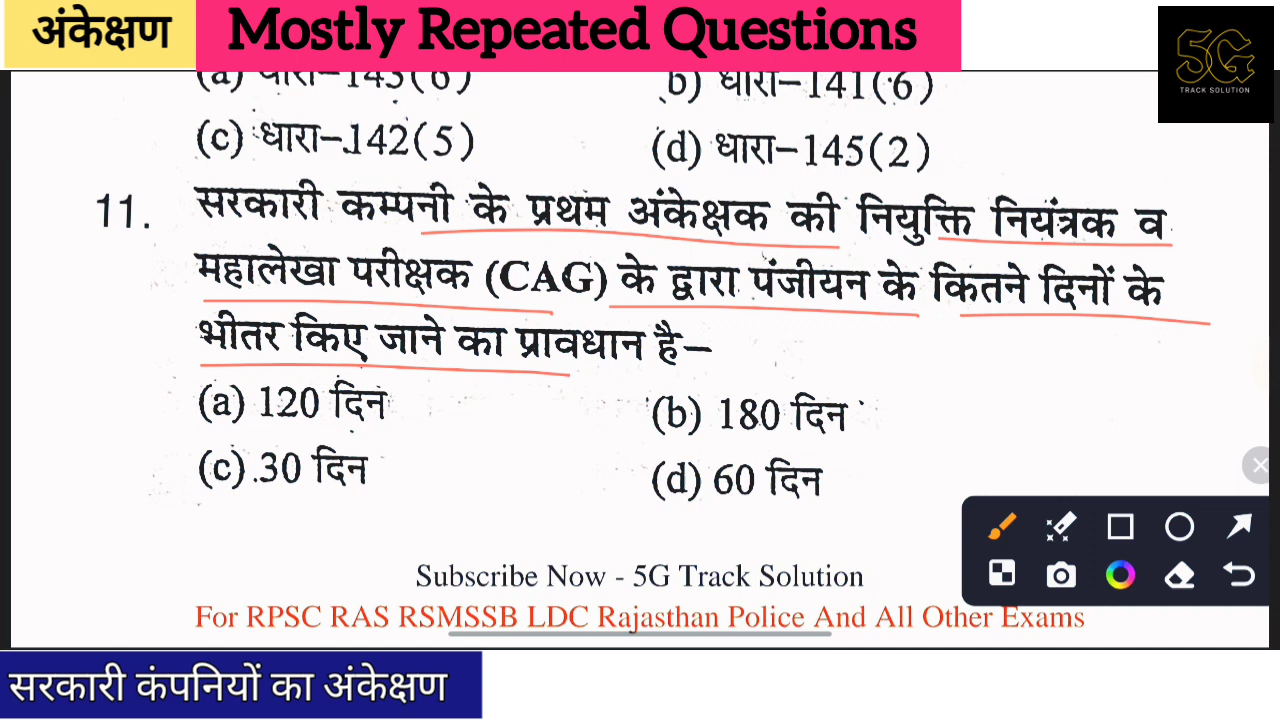 अंकेक्षण
Mostly Repeated Questions
5G
TRACK SOLUTION
(a) धारा–143(6)
b) धारा–141(6)
(c) धारा–142(5)
(d) धारा–145(2)
11. सरकारी कम्पनी के प्रथम अंकेक्षक की नियुक्ति नियंत्रक व
महालेखा परीक्षक (CAG) के द्वारा पंजीयन के कितने दिनों के
भीतर किए जाने का प्रावधान है–
(a) 120 दिन
(b) 180 दिन
(c) 30 दिन
(d) 60 दिन
Subscribe Now - 5G Track Solution
For RPSC RAS RSMSSB LDC Rajasthan Police And All Other Exams
सरकारी कंपनियों का अंकेक्षण